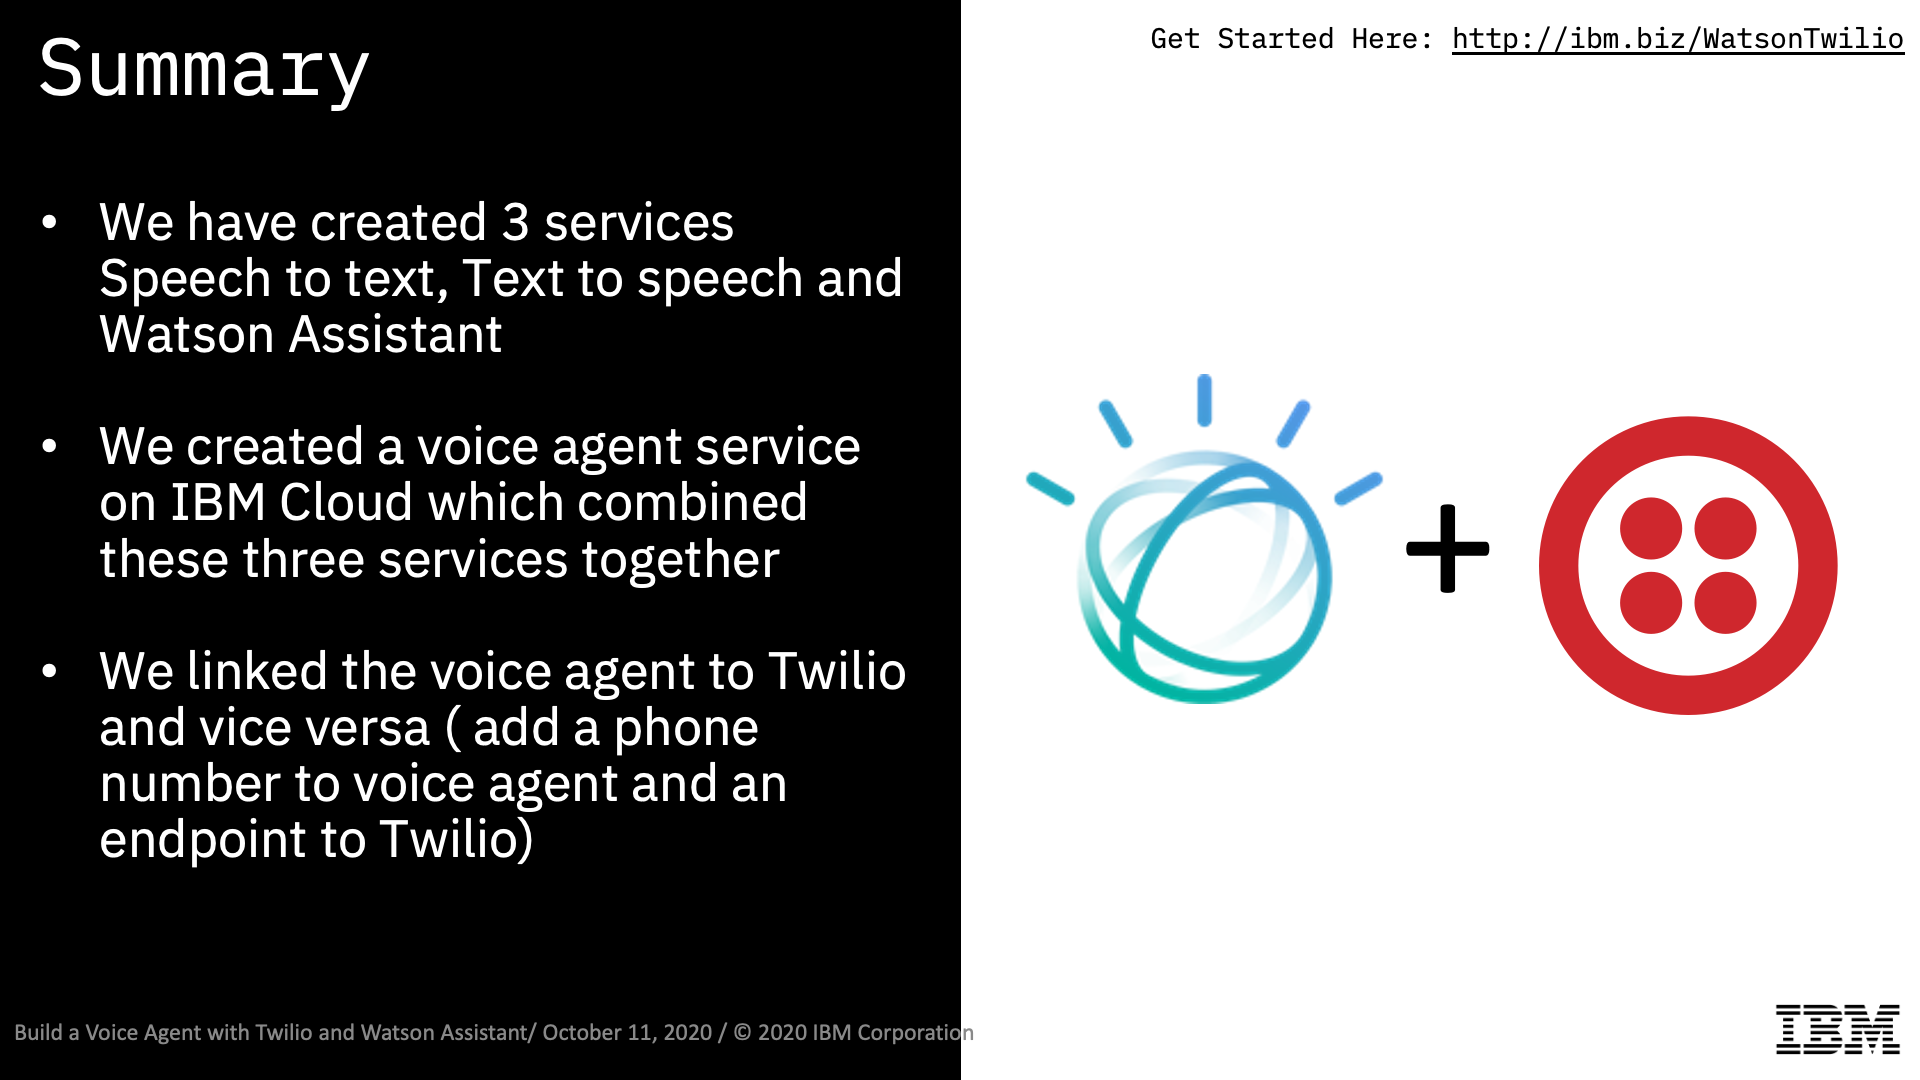 Summary
Get Started Here: http://ibm.biz/WatsonTwilio
• We have created 3 services
Speech to text, Text to speech and
Watson Assistant
• We created a voice agent service
on IBM Cloud which combined
these three services together
• We linked the voice agent to Twilio
and vice versa ( add a phone
number to voice agent and an
endpoint to Twilio)
Build a Voice Agent with Twilio and Watson Assistant/ October 11, 2020 / © 2020 IBM Corporation
IBM